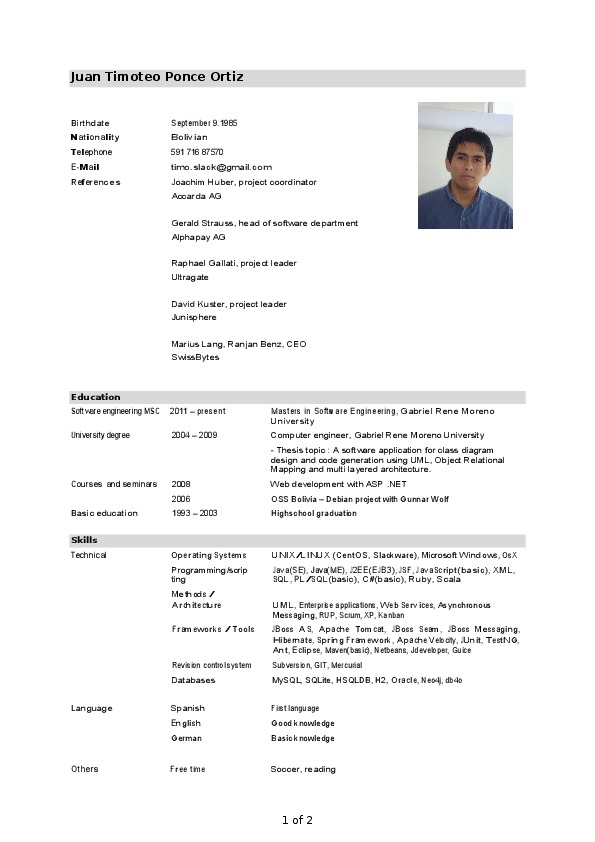 Juan Timoteo Ponce Ortiz
Birthdate September 9, 1985
Nationality Bolivian
Telephone 591 716 87570
E-Mail timo.slack@gmail.com
References Joachim Huber, project coordinator
Accarda AG
Gerald Strauss, head of software department
Alphapay AG
Raphael Gallati, project leader
Ultragate
David Kuster, project leader
Junisphere
Marius Lang, Ranjan Benz, CEO
SwissBytes
Education
Software engineering MSC 2011 – present Masters in Software Engineering, Gabriel Rene Moreno
University
University degree 2004 – 2009 Computer engineer, Gabriel Rene Moreno University
- Thesis topic : A software application for class diagram
design and code generation using UML, Object Relational
Mapping and multi layered architecture.
Courses and seminars 2008 Web development with ASP .NET
2006 OSS Bolivia – Debian project with Gunnar Wolf
Basic education 1993 – 2003 Highschool graduation
Skills
Technical Operating Systems UNIX/LINUX (CentOS, Slackware), Microsoft Windows, OsX
Programming/scrip
ting
Java(SE), Java(ME), J2EE(EJB3), JSF, JavaScript(basic), XML,
SQL, PL/SQL(basic), C#(basic), Ruby, Scala
Methods /
Architecture UML, Enterprise applications, Web Services, Asynchronous
Messaging, RUP, Scrum, XP, Kanban
Frameworks / Tools JBoss AS, Apache Tomcat, JBoss Seam, JBoss Messaging,
Hibernate, Spring Framework, Apache Velocity, JUnit, TestNG,
Ant, Eclipse, Maven(basic), Netbeans, Jdeveloper, Guice
Revision control system Subversion, GIT, Mercurial
Databases MySQL, SQLite, HSQLDB, H2, Oracle, Neo4j, db4o
Language Spanish First language
English Good knowledge
German Basic knowledge
Others Free time Soccer, reading
1 of 2